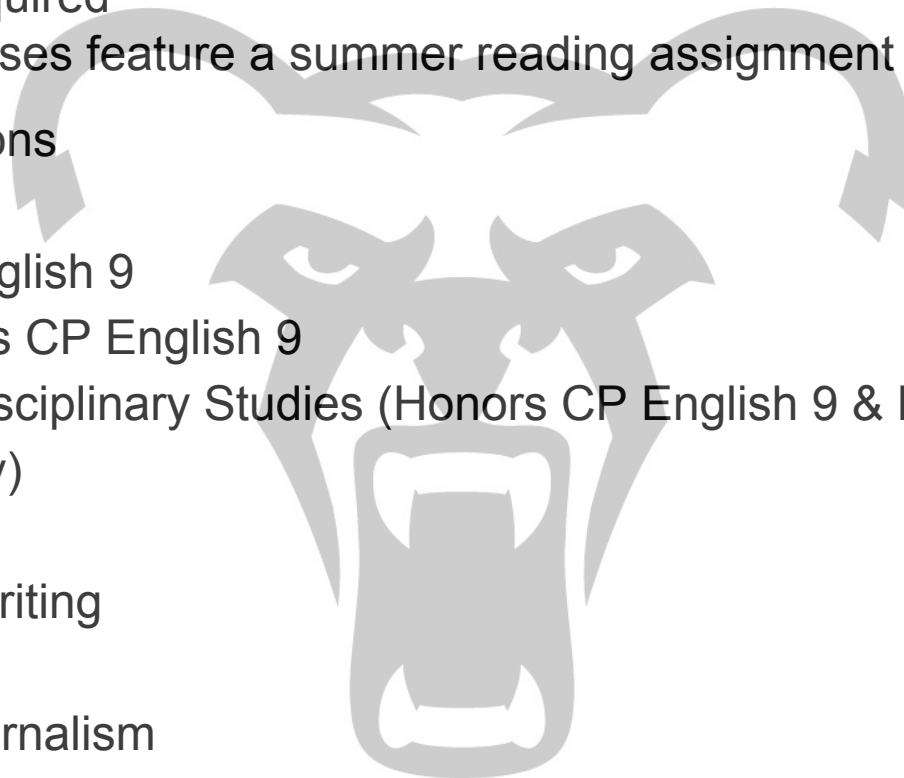 quired
ses feature a summer reading assignment
ons
glish 9
s CP English 9
sciplinary Studies (Honors CP English 9 &
)
riting
rnalism